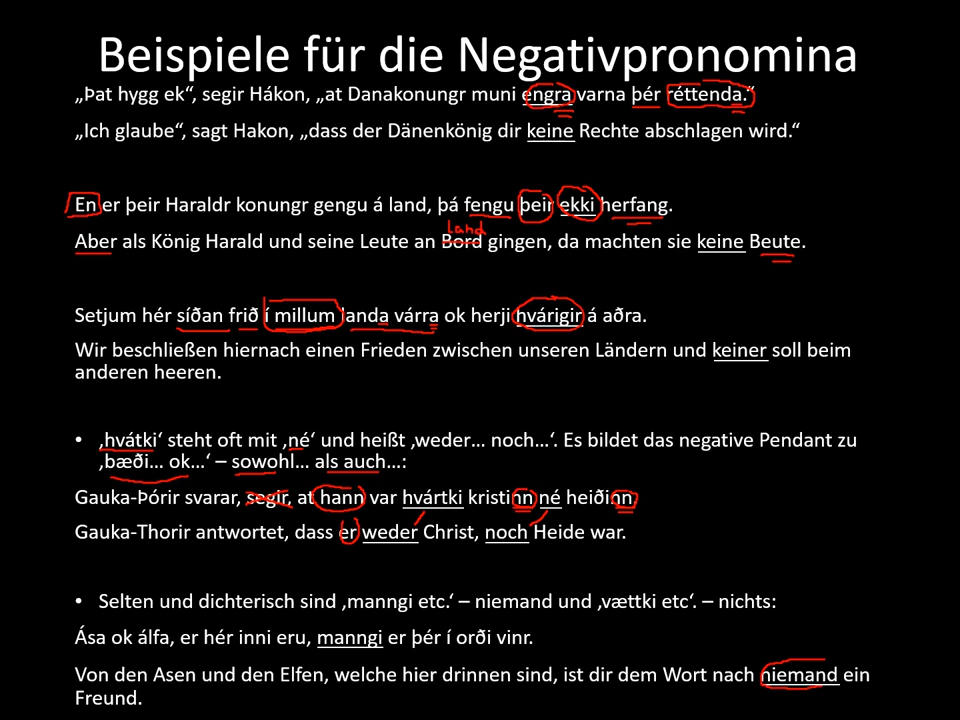 Beispiele für die Negativpronomina
„Þat hygg ek“, segir Hákon, „at Danakonungr muni engra varna þér réttenda.“
„Ich glaube“, sagt Hakon, „dass der Dänenkönig dir keine Rechte abschlagen wird.“
En er þeir Haraldr konungr gengu á land, þá fengu þeir ekki herfang.
land
Aber als König Harald und seine Leute an Bord gingen, da machten sie keine Beute.
Setjum hér síðan frið í millum landa várra ok herji hvárigir á aðra.
Wir beschließen hiernach einen Frieden zwischen unseren Ländern und keiner soll beim
anderen heeren.
• ‚hvátki‘ steht oft mit ‚né‘ und heißt ‚weder… noch…‘. Es bildet das negative Pendant zu
‚bæði… ok…‘ – sowohl… als auch…:
Gauka-Þórir svarar, segir, at hann var hvártki kristinn né heiðinn.
Gauka-Thorir antwortet, dass er weder Christ, noch Heide war.
• Selten und dichterisch sind ‚manngi etc.‘ – niemand und ‚vættki etc‘. – nichts:
Ása ok álfa, er hér inni eru, manngi er þér í orði vinr.
Von den Asen und den Elfen, welche hier drinnen sind, ist dir dem Wort nach niemand ein
Freund.